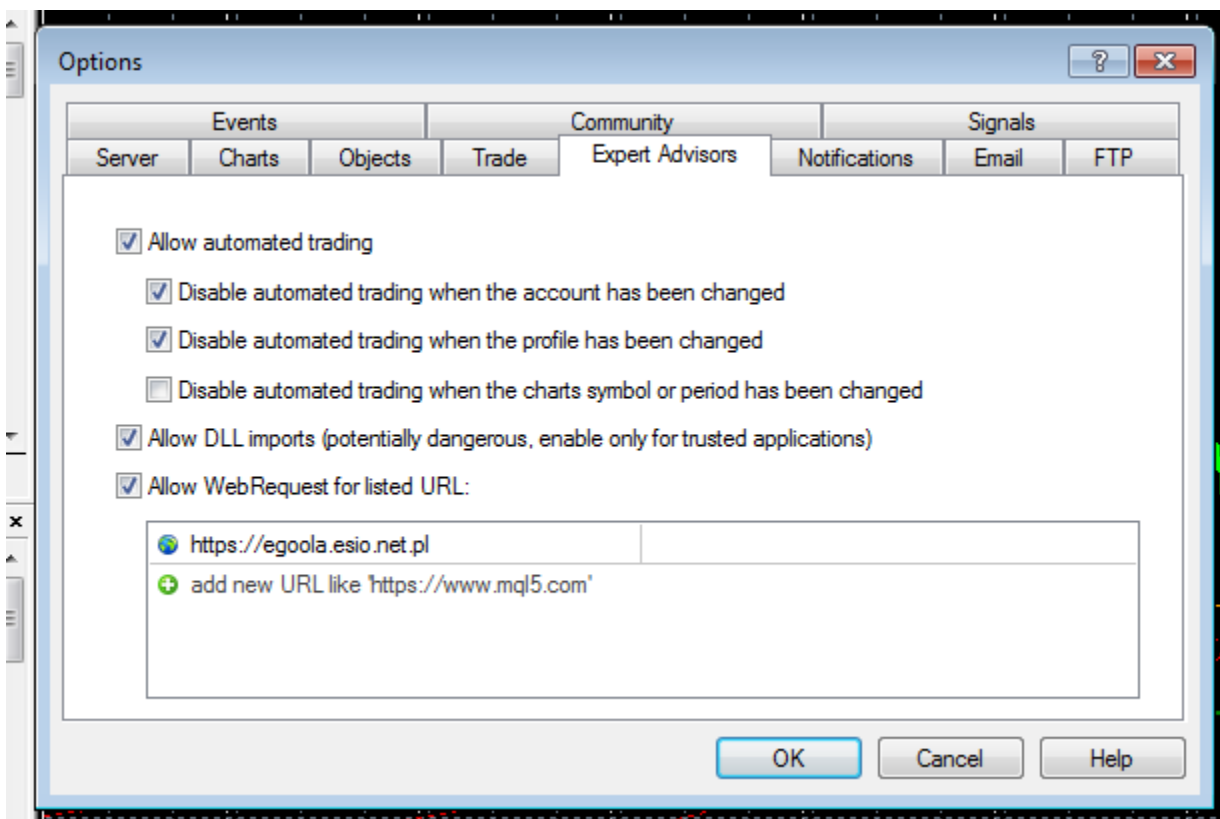 Options
Events Community Signals
Server Charts Objects Trade Expert Advisors Notifications Email FTP
Allow automated trading
Disable automated trading when the account has been changed
Disable automated trading when the profile has been changed
Disable automated trading when the charts symbol or period has been changed
Allow DLL imports (potentially dangerous, enable only for trusted applications)
Allow WebRequest for listed URL:
https://egoola.esio.net.pl
add new URL like 'https://www.mql5.com'
OK Cancel Help